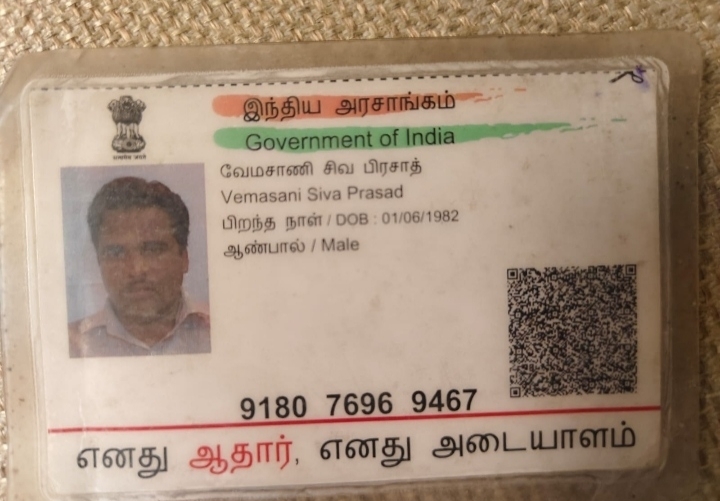 இந்திய அரசாங்கம்
Government of India
வேமசாணி சிவ பிரசாத்
Vemasani Siva Prasad
பிறந்த நாள் / DOB : 01/06/1982
ஆண்பால் / Male
9180 7696 9467
எனது ஆதார், எனது அடையாளம்